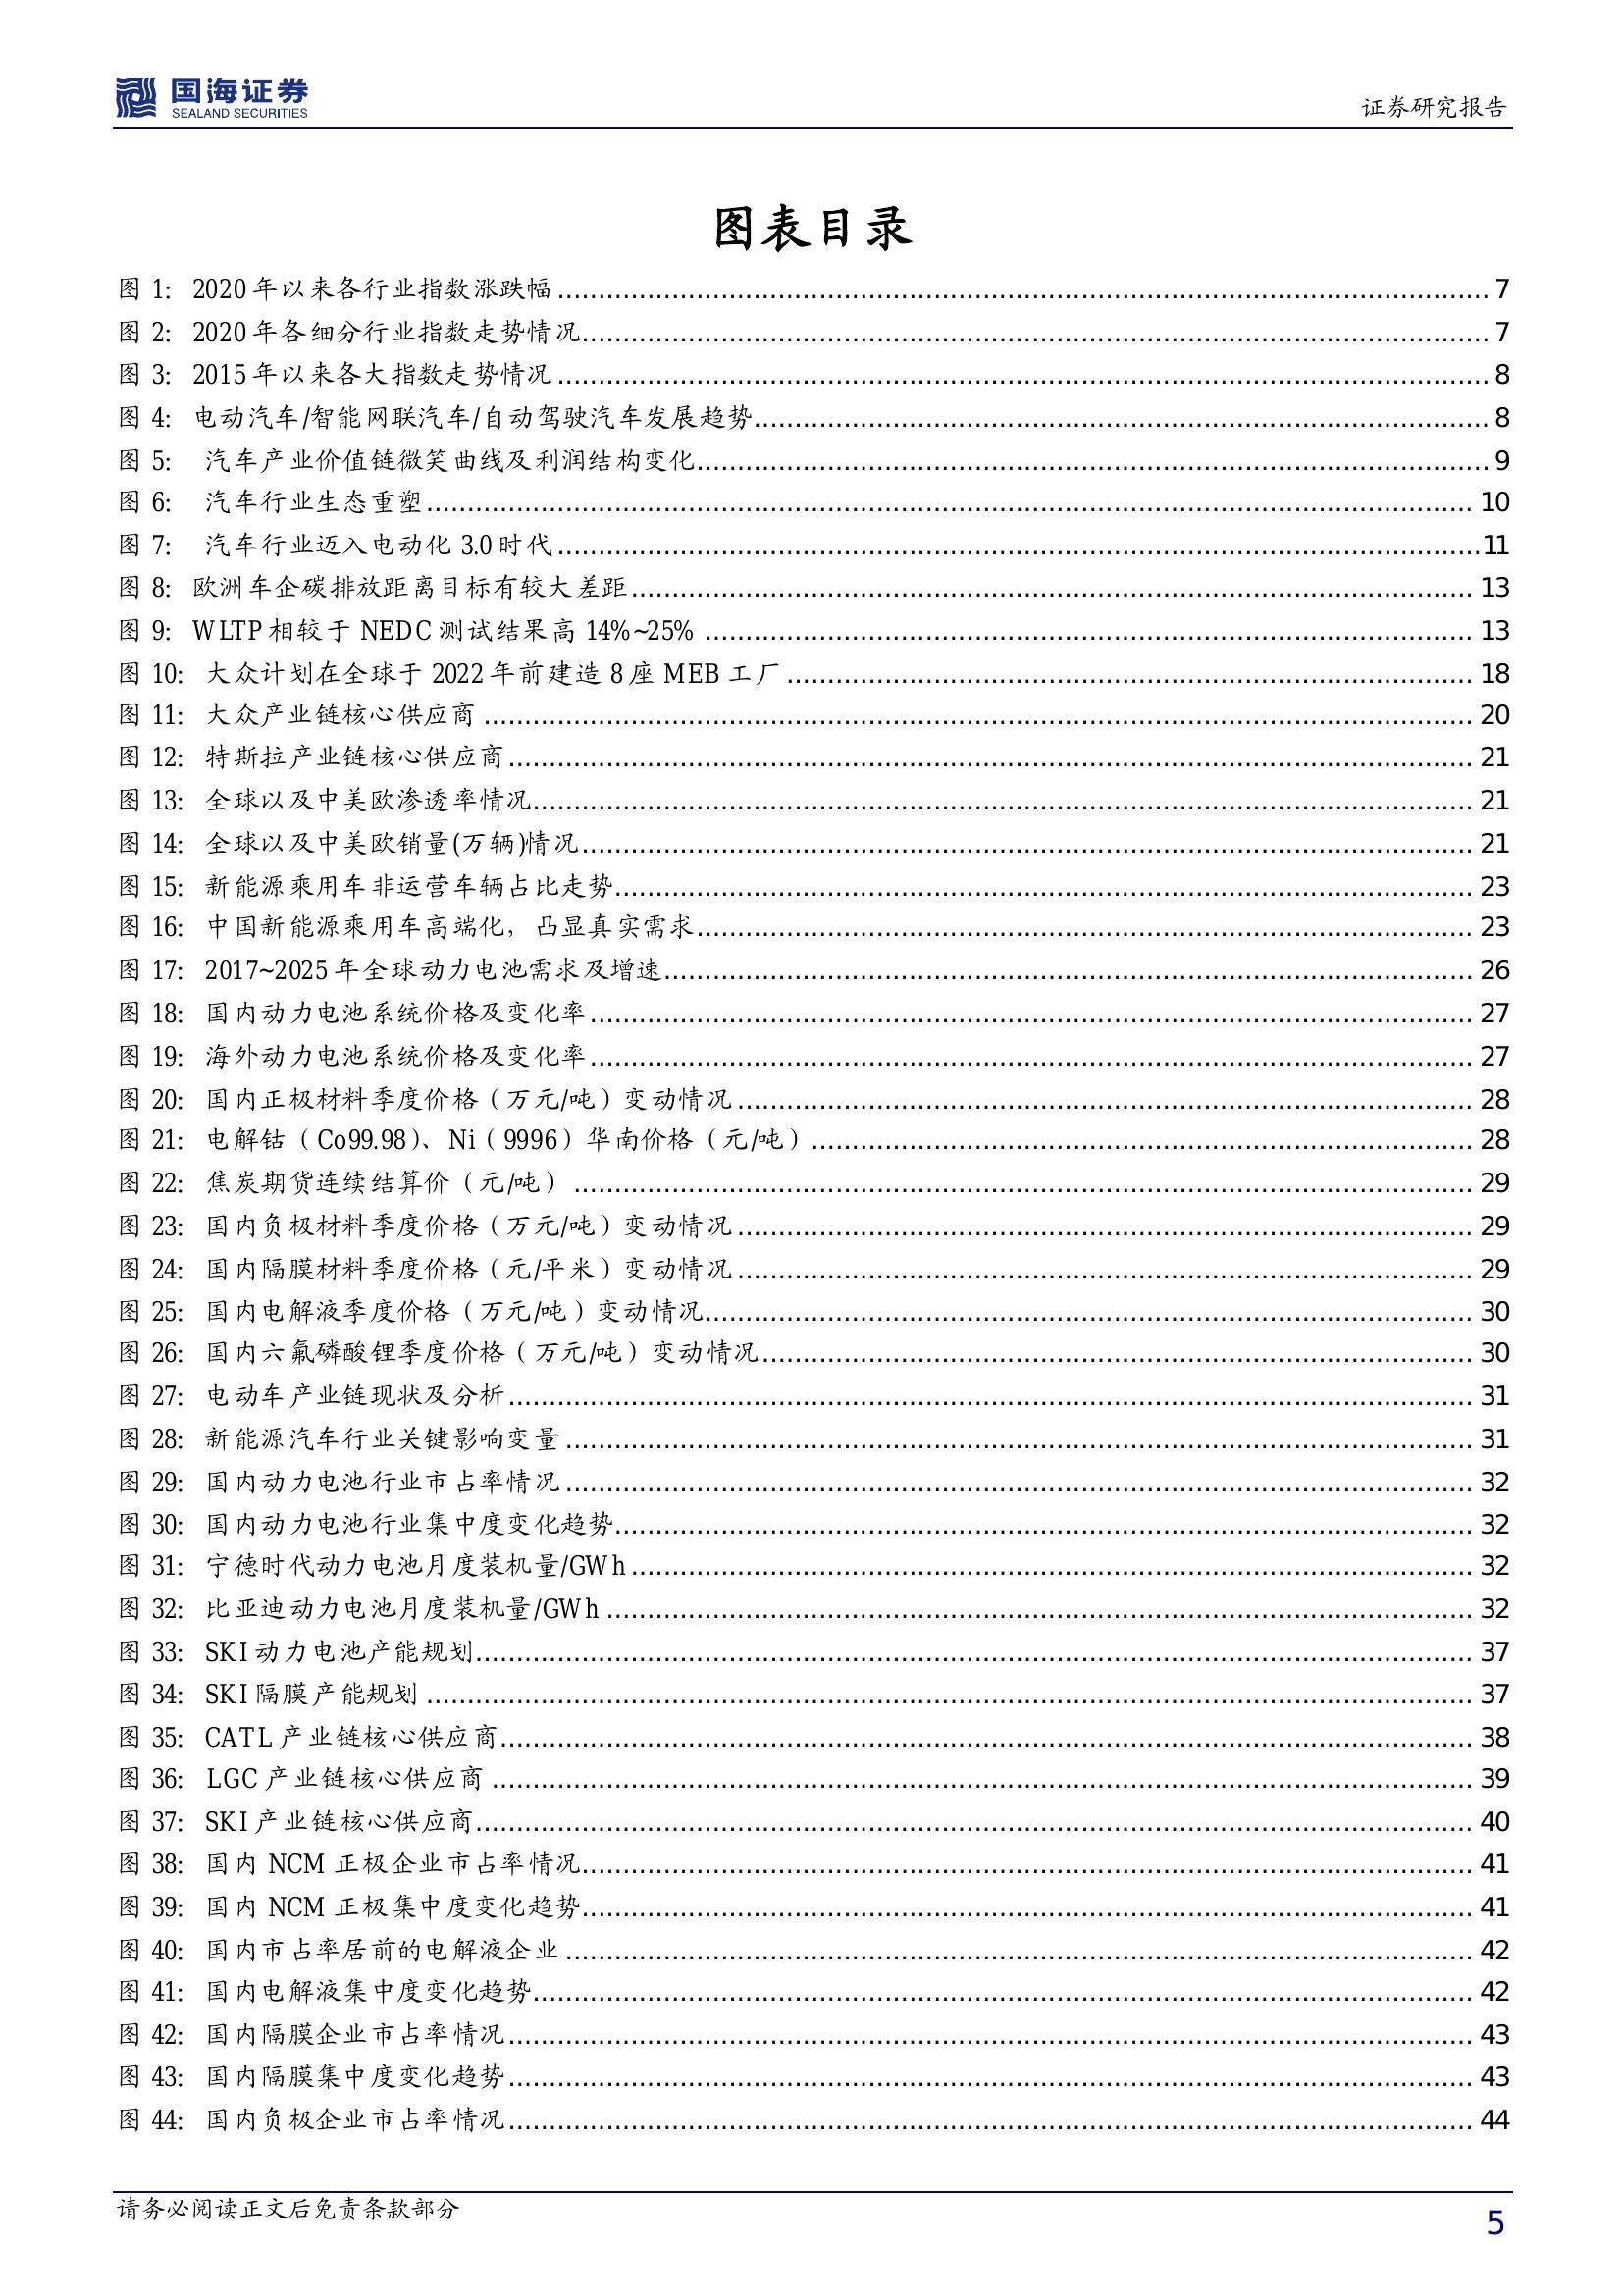 国海证券
SEALAND SECURITIES
证券研究报告
图表目录
图 1: 2020 年以来各行业指数涨跌幅 ........ 7
图 2: 2020 年各细分行业指数走势情况 ........ 7
图 3: 2015 年以来各大指数走势情况 ........ 8
图 4: 电动汽车/智能网联汽车/自动驾驶汽车发展趋势 ........ 8
图 5: 汽车产业价值链微笑曲线及利润结构变化 ........ 9
图 6: 汽车行业生态重塑 ........ 10
图 7: 汽车行业迈入电动化 3.0 时代 ........ 11
图 8: 欧洲车企碳排放距离目标有较大差距 ........ 13
图 9: WLTP 相较于 NEDC 测试结果高 14%~25% ........ 13
图 10: 大众计划在全球于 2022 年前建造 8 座 MEB 工厂 ........ 18
图 11: 大众产业链核心供应商 ........ 20
图 12: 特斯拉产业链核心供应商 ........ 21
图 13: 全球以及中美欧渗透率情况 ........ 21
图 14: 全球以及中美欧销量(万辆)情况 ........ 21
图 15: 新能源乘用车非运营车辆占比走势 ........ 23
图 16: 中国新能源乘用车高端化，凸显真实需求 ........ 23
图 17: 2017~2025 年全球动力电池需求及增速 ........ 26
图 18: 国内动力电池系统价格及变化率 ........ 27
图 19: 海外动力电池系统价格及变化率 ........ 27
图 20: 国内正极材料季度价格（万元/吨）变动情况 ........ 28
图 21: 电解钴（Co99.98）、Ni（9996）华南价格（元/吨） ........ 28
图 22: 焦炭期货连续结算价（元/吨） ........ 29
图 23: 国内负极材料季度价格（万元/吨）变动情况 ........ 29
图 24: 国内隔膜材料季度价格（元/平米）变动情况 ........ 29
图 25: 国内电解液季度价格（万元/吨）变动情况 ........ 30
图 26: 国内六氟磷酸锂季度价格（万元/吨）变动情况 ........ 30
图 27: 电动车产业链现状及分析 ........ 31
图 28: 新能源汽车行业关键影响变量 ........ 31
图 29: 国内动力电池行业市占率情况 ........ 32
图 30: 国内动力电池行业集中度变化趋势 ........ 32
图 31: 宁德时代动力电池月度装机量/GWh ........ 32
图 32: 比亚迪动力电池月度装机量/GWh ........ 32
图 33: SKI 动力电池产能规划 ........ 37
图 34: SKI 隔膜产能规划 ........ 37
图 35: CATL 产业链核心供应商 ........ 38
图 36: LGC 产业链核心供应商 ........ 39
图 37: SKI 产业链核心供应商 ........ 40
图 38: 国内 NCM 正极企业市占率情况 ........ 41
图 39: 国内 NCM 正极集中度变化趋势 ........ 41
图 40: 国内市占率居前的电解液企业 ........ 42
图 41: 国内电解液集中度变化趋势 ........ 42
图 42: 国内隔膜企业市占率情况 ........ 43
图 43: 国内隔膜集中度变化趋势 ........ 43
图 44: 国内负极企业市占率情况 ........ 44
请务必阅读正文后免责条款部分
5